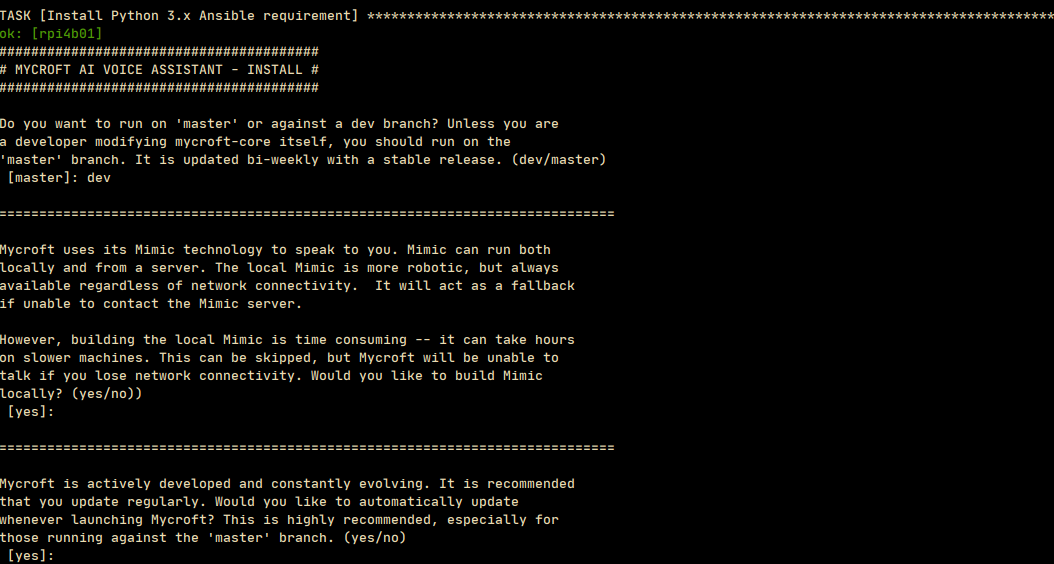 TASK [Install Python 3.x Ansible requirement] **************************************************************************************
ok: [rpi4b01]
########################################
# MYCROFT AI VOICE ASSISTANT - INSTALL #
########################################
Do you want to run on 'master' or against a dev branch? Unless you are
a developer modifying mycroft-core itself, you should run on the
'master' branch. It is updated bi-weekly with a stable release. (dev/master)
[master]: dev
=============================================================================
Mycroft uses its Mimic technology to speak to you. Mimic can run both
locally and from a server. The local Mimic is more robotic, but always
available regardless of network connectivity.  It will act as a fallback
if unable to contact the Mimic server.
However, building the local Mimic is time consuming -- it can take hours
on slower machines. This can be skipped, but Mycroft will be unable to
talk if you lose network connectivity. Would you like to build Mimic
locally? (yes/no))
[yes]:
=============================================================================
Mycroft is actively developed and constantly evolving. It is recommended
that you update regularly. Would you like to automatically update
whenever launching Mycroft? This is highly recommended, especially for
those running against the 'master' branch. (yes/no)
[yes]: